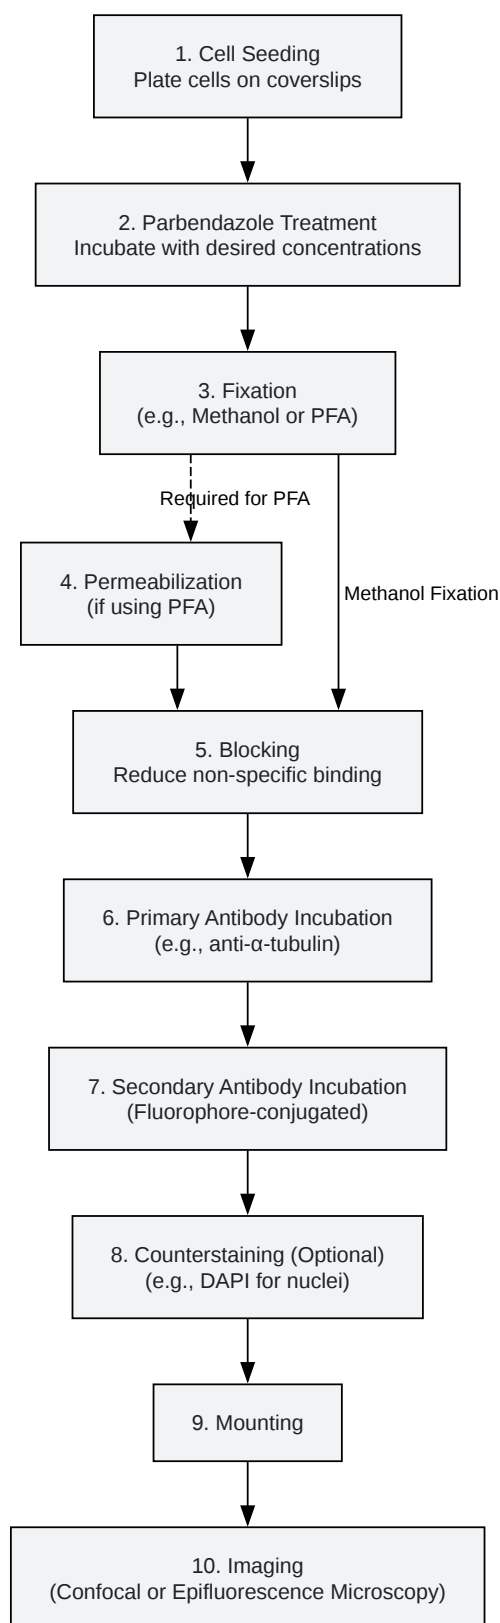 1. Cell Seeding
Plate cells on coverslips
2. Parbendazole Treatment
Incubate with desired concentrations
3. Fixation
(e.g., Methanol or PFA)
Required for PFA
4. Permeabilization
(if using PFA)
Methanol Fixation
5. Blocking
Reduce non-specific binding
6. Primary Antibody Incubation
(e.g., anti-α-tubulin)
7. Secondary Antibody Incubation
(Fluorophore-conjugated)
8. Counterstaining (Optional)
(e.g., DAPI for nuclei)
9. Mounting
10. Imaging
(Confocal or Epifluorescence Microscopy)